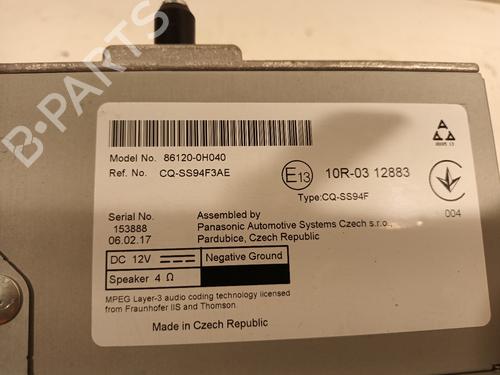 B-PARTS
Model No. 86120-0H040
Ref. No. CQ-SS94F3AE
E13
10R-03 12883
Type:CQ-SS94F
004
Serial No.
153888
06.02.17
Assembled by
Panasonic Automotive Systems Czech s.r.o.,
Pardubice, Czech Republic
DC 12V
Negative Ground
Speaker 4 Ω
MPEG Layer-3 audio coding technology licensed
from Fraunhofer IIS and Thomson.
Made in Czech Republic